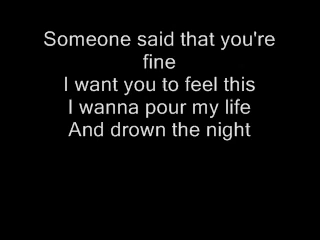 Someone said that you're
fine
I want you to feel this
I wanna pour my life
And drown the night